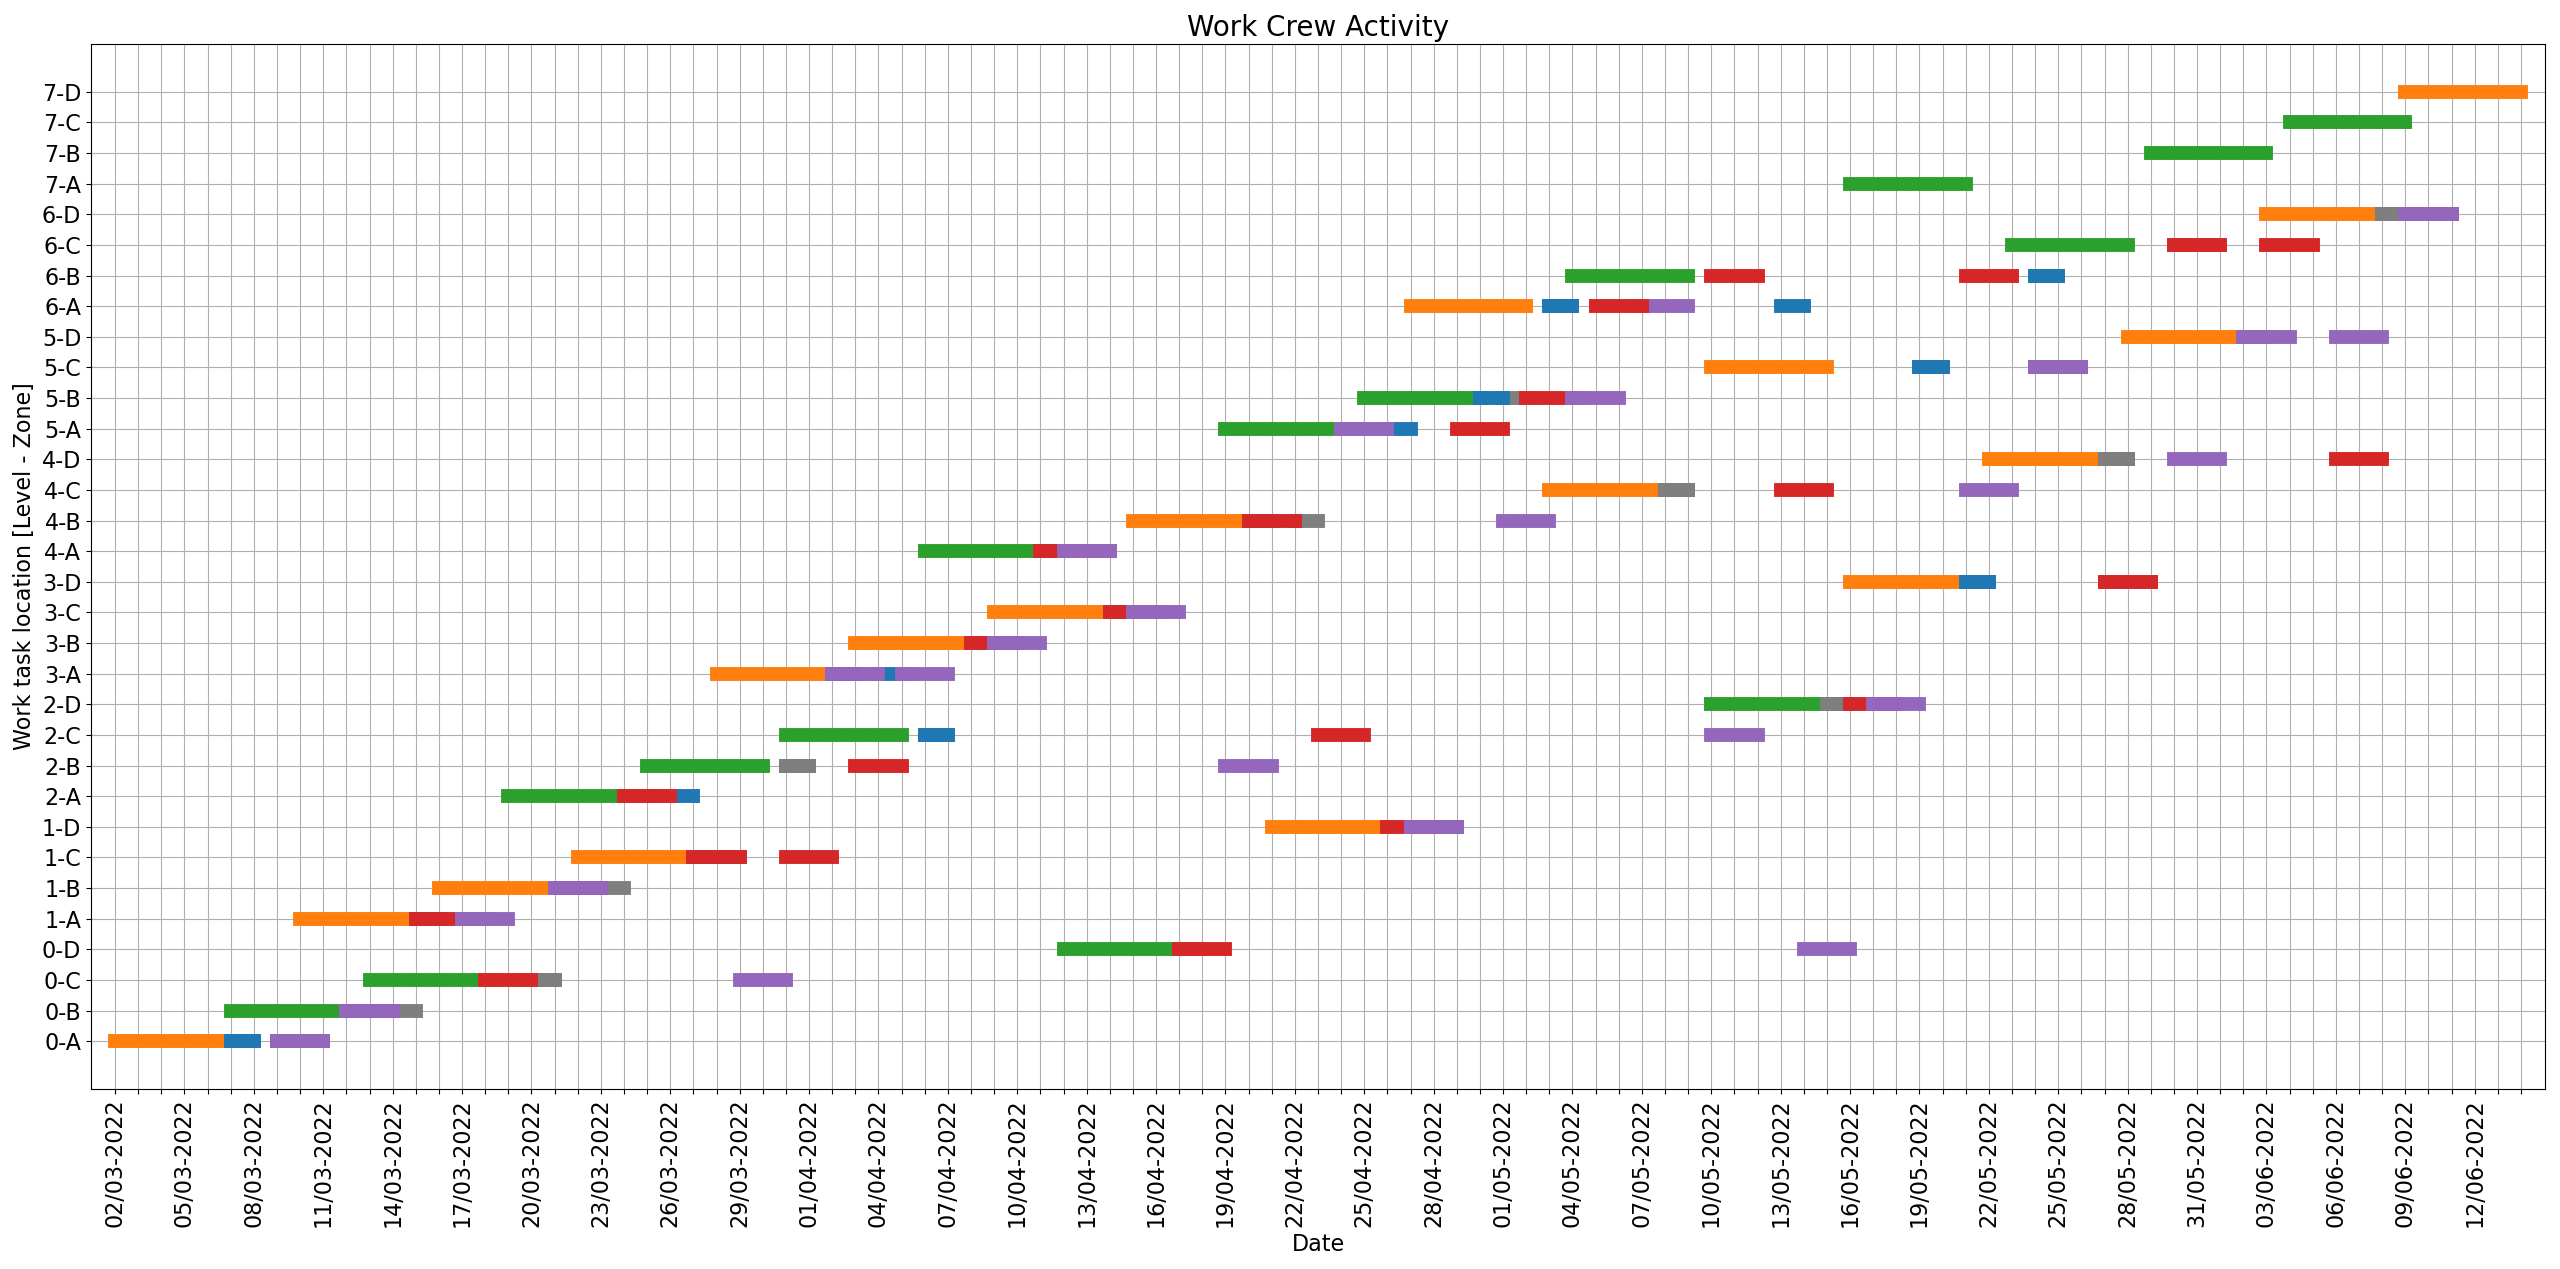 Work Crew Activity
Work task location [Level - Zone]
7-D
7-C
7-B
7-A
6-D
6-C
6-B
6-A
5-D
5-C
5-B
5-A
4-D
4-C
4-B
4-A
3-D
3-C
3-B
3-A
2-D
2-C
2-B
2-A
1-D
1-C
1-B
1-A
0-D
0-C
0-B
0-A
02/03-2022
05/03-2022
08/03-2022
11/03-2022
14/03-2022
17/03-2022
20/03-2022
23/03-2022
26/03-2022
29/03-2022
01/04-2022
04/04-2022
07/04-2022
10/04-2022
13/04-2022
16/04-2022
19/04-2022
22/04-2022
25/04-2022
28/04-2022
01/05-2022
04/05-2022
07/05-2022
10/05-2022
13/05-2022
16/05-2022
19/05-2022
22/05-2022
25/05-2022
28/05-2022
31/05-2022
03/06-2022
06/06-2022
09/06-2022
12/06-2022
Date